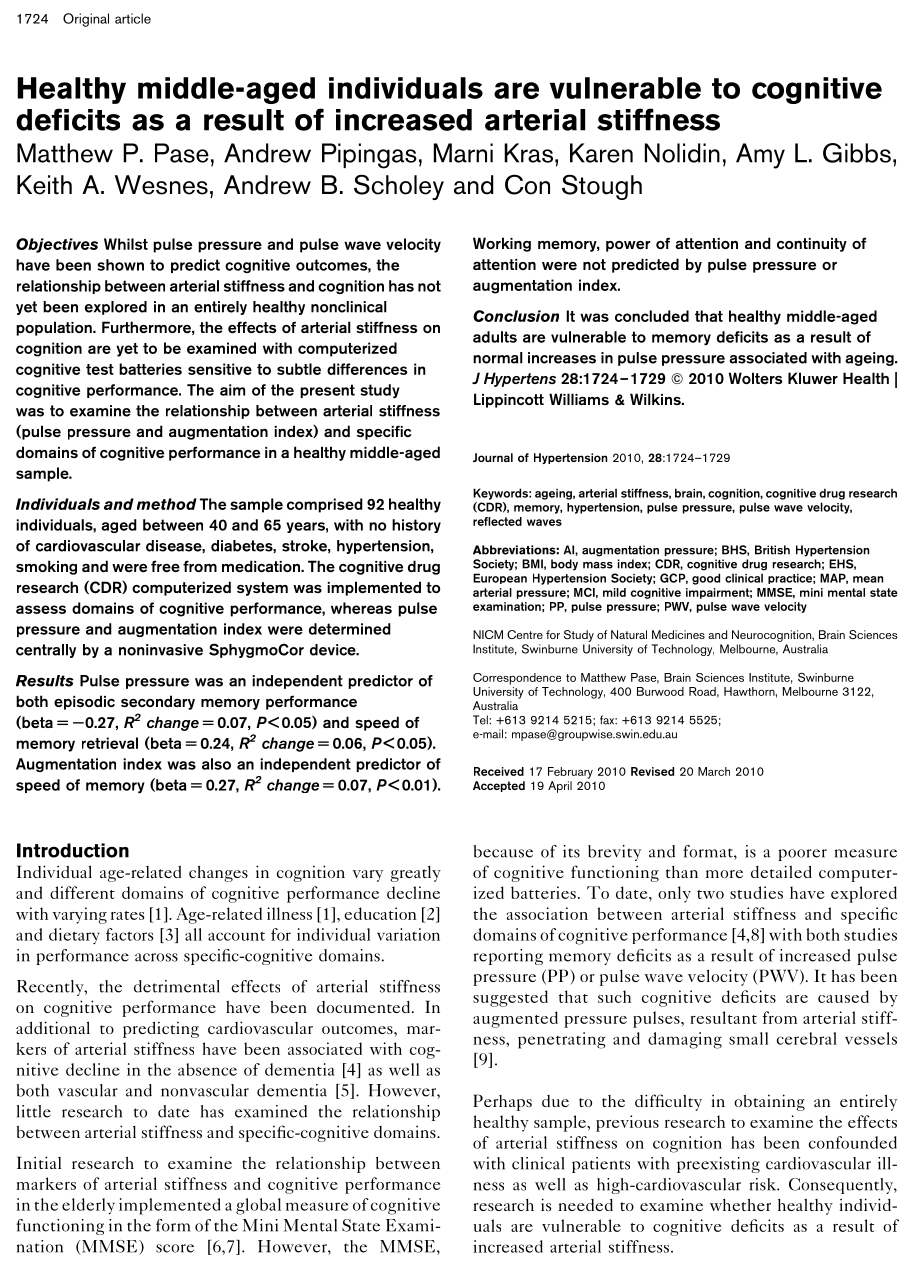 1724 Original article
Healthy middle-aged individuals are vulnerable to cognitive
deficits as a result of increased arterial stiffness
Matthew P. Pase, Andrew Pipingas, Marni Kras, Karen Nolidin, Amy L. Gibbs,
Keith A. Wesnes, Andrew B. Scholey and Con Stough
Objectives Whilst pulse pressure and pulse wave velocity
have been shown to predict cognitive outcomes, the
relationship between arterial stiffness and cognition has not
yet been explored in an entirely healthy nonclinical
population. Furthermore, the effects of arterial stiffness on
cognition are yet to be examined with computerized
cognitive test batteries sensitive to subtle differences in
cognitive performance. The aim of the present study
was to examine the relationship between arterial stiffness
(pulse pressure and augmentation index) and specific
domains of cognitive performance in a healthy middle-aged
sample.
Individuals and method The sample comprised 92 healthy
individuals, aged between 40 and 65 years, with no history
of cardiovascular disease, diabetes, stroke, hypertension,
smoking and were free from medication. The cognitive drug
research (CDR) computerized system was implemented to
assess domains of cognitive performance, whereas pulse
pressure and augmentation index were determined
centrally by a noninvasive SphygmoCor device.
Results Pulse pressure was an independent predictor of
both episodic secondary memory performance
(beta = −0.27, R² change = 0.07, P < 0.05) and speed of
memory retrieval (beta = 0.24, R² change = 0.06, P < 0.05).
Augmentation index was also an independent predictor of
speed of memory (beta = 0.27, R² change = 0.07, P < 0.01).
Working memory, power of attention and continuity of
attention were not predicted by pulse pressure or
augmentation index.
Conclusion It was concluded that healthy middle-aged
adults are vulnerable to memory deficits as a result of
normal increases in pulse pressure associated with ageing.
J Hypertens 28:1724–1729 © 2010 Wolters Kluwer Health |
Lippincott Williams & Wilkins.
Journal of Hypertension 2010, 28:1724–1729
Keywords: ageing, arterial stiffness, brain, cognition, cognitive drug research
(CDR), memory, hypertension, pulse pressure, pulse wave velocity,
reflected waves
Abbreviations: AI, augmentation pressure; BHS, British Hypertension
Society; BMI, body mass index; CDR, cognitive drug research; EHS,
European Hypertension Society; GCP, good clinical practice; MAP, mean
arterial pressure; MCI, mild cognitive impairment; MMSE, mini mental state
examination; PP, pulse pressure; PWV, pulse wave velocity
NICM Centre for Study of Natural Medicines and Neurocognition, Brain Sciences
Institute, Swinburne University of Technology, Melbourne, Australia
Correspondence to Matthew Pase, Brain Sciences Institute, Swinburne
University of Technology, 400 Burwood Road, Hawthorn, Melbourne 3122,
Australia
Tel: +613 9214 5215; fax: +613 9214 5525;
e-mail: mpase@groupwise.swin.edu.au
Received 17 February 2010 Revised 20 March 2010
Accepted 19 April 2010
Introduction
Individual age-related changes in cognition vary greatly
and different domains of cognitive performance decline
with varying rates [1]. Age-related illness [1], education [2]
and dietary factors [3] all account for individual variation
in performance across specific-cognitive domains.
Recently, the detrimental effects of arterial stiffness
on cognitive performance have been documented. In
additional to predicting cardiovascular outcomes, mar-
kers of arterial stiffness have been associated with cog-
nitive decline in the absence of dementia [4] as well as
both vascular and nonvascular dementia [5]. However,
little research to date has examined the relationship
between arterial stiffness and specific-cognitive domains.
Initial research to examine the relationship between
markers of arterial stiffness and cognitive performance
in the elderly implemented a global measure of cognitive
functioning in the form of the Mini Mental State Exami-
nation (MMSE) score [6,7]. However, the MMSE,
because of its brevity and format, is a poorer measure
of cognitive functioning than more detailed computer-
ized batteries. To date, only two studies have explored
the association between arterial stiffness and specific
domains of cognitive performance [4,8] with both studies
reporting memory deficits as a result of increased pulse
pressure (PP) or pulse wave velocity (PWV). It has been
suggested that such cognitive deficits are caused by
augmented pressure pulses, resultant from arterial stiff-
ness, penetrating and damaging small cerebral vessels
[9].
Perhaps due to the difficulty in obtaining an entirely
healthy sample, previous research to examine the effects
of arterial stiffness on cognition has been confounded
with clinical patients with preexisting cardiovascular ill-
ness as well as high-cardiovascular risk. Consequently,
research is needed to examine whether healthy individ-
uals are vulnerable to cognitive deficits as a result of
increased arterial stiffness.